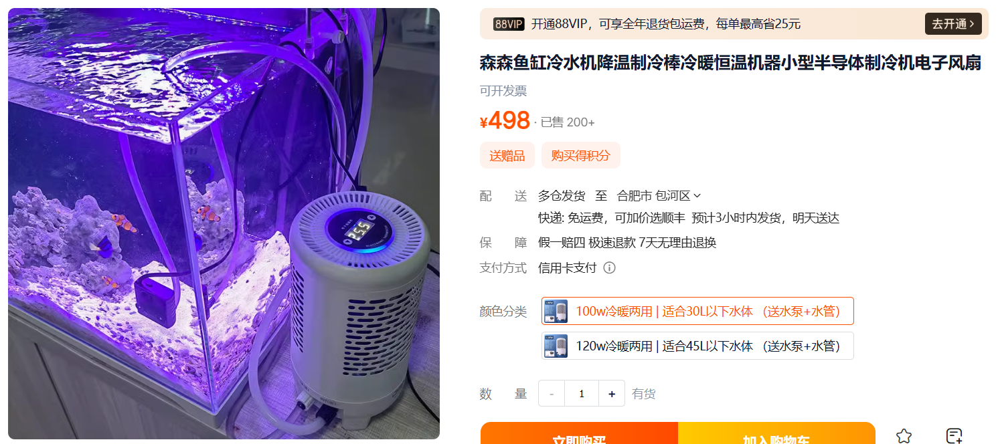 88VIP 开通88VIP，可享全年退货包运费，每单最高省25元 去开通
森森鱼缸冷水机降温制冷棒冷暖恒温机器小型半导体制冷机电子风扇
可开发票
¥498 · 已售 200+
送赠品 购买得积分
配送 多仓发货 至 合肥市 包河区
快递: 免运费，可加价选顺丰 预计3小时内发货，明天送达
保障 假一赔四 极速退款 7天无理由退换
支付方式 信用卡支付
颜色分类 100w冷暖两用 | 适合30L以下水体 （送水泵+水管）
120w冷暖两用 | 适合45L以下水体 （送水泵+水管）
数量 - 1 + 有货
立即购买 加入购物车
25.5